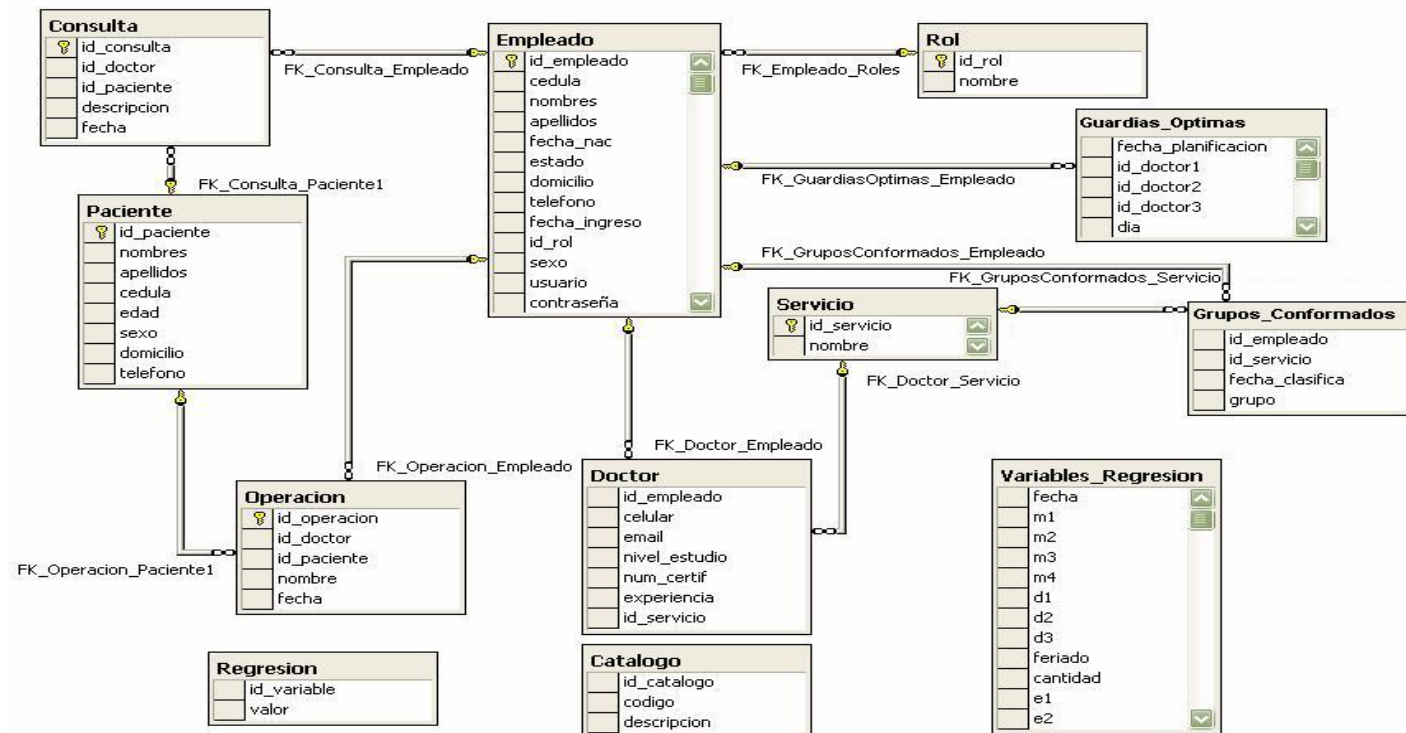 Consulta
id_consulta
id_doctor
id_paciente
descripcion
fecha
FK_Consulta_Empleado
Empleado
id_empleado
cedula
nombres
apellidos
fecha_nac
estado
domicilio
telefono
fecha_ingreso
id_rol
sexo
usuario
contraseña
FK_Empleado_Roles
Rol
id_rol
nombre
Guardias_Optimas
fecha_planificacion
id_doctor1
id_doctor2
id_doctor3
dia
FK_GuardiasOptimas_Empleado
FK_Consulta_Paciente1
Paciente
id_paciente
nombres
apellidos
cedula
edad
sexo
domicilio
telefono
FK_GruposConformados_Empleado
FK_GruposConformados_Servicio
Servicio
id_servicio
nombre
Grupos_Conformados
id_empleado
id_servicio
fecha_clasifica
grupo
FK_Doctor_Servicio
FK_Doctor_Empleado
FK_Operacion_Empleado
Operacion
id_operacion
id_doctor
id_paciente
nombre
fecha
FK_Operacion_Paciente1
Doctor
id_empleado
celular
email
nivel_estudio
num_certif
experiencia
id_servicio
Variables_Regresion
fecha
m1
m2
m3
m4
d1
d2
d3
feriado
cantidad
e1
e2
Regresion
id_variable
valor
Catalogo
id_catalogo
codigo
descripcion